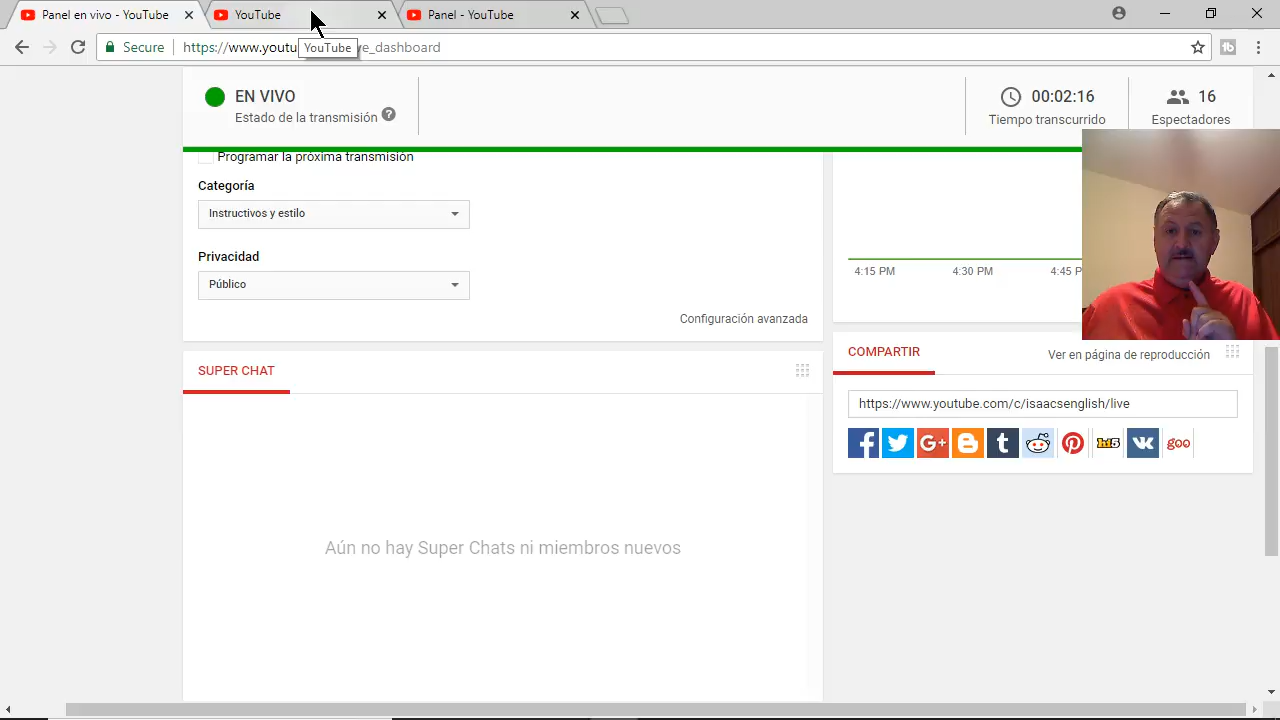 Panel en vivo - YouTube
YouTube
Panel - YouTube
Secure
https://www.youtu
e_dashboard
YouTube
EN VIVO
Estado de la transmisión
00:02:16
Tiempo transcurrido
16
Espectadores
Programar la próxima transmisión
Categoría
Instructivos y estilo
Privacidad
Público
Configuración avanzada
4:15 PM
4:30 PM
4:45 P
SUPER CHAT
Aún no hay Super Chats ni miembros nuevos
COMPARTIR
Ver en página de reproducción
https://www.youtube.com/c/isaacsenglish/live
G+
hi5
goo